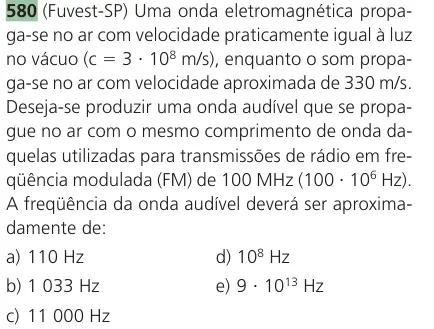 580 (Fuvest-SP) Uma onda eletromagnética propa-
ga-se no ar com velocidade praticamente igual à luz
no vácuo (c = 3 · 10⁸ m/s), enquanto o som propa-
ga-se no ar com velocidade aproximada de 330 m/s.
Deseja-se produzir uma onda audível que se propa-
gue no ar com o mesmo comprimento de onda da-
quelas utilizadas para transmissões de rádio em fre-
qüência modulada (FM) de 100 MHz (100 · 10⁶ Hz).
A freqüência da onda audível deverá ser aproxima-
damente de:
a) 110 Hz
d) 10⁸ Hz
b) 1 033 Hz
e) 9 · 10¹³ Hz
c) 11 000 Hz